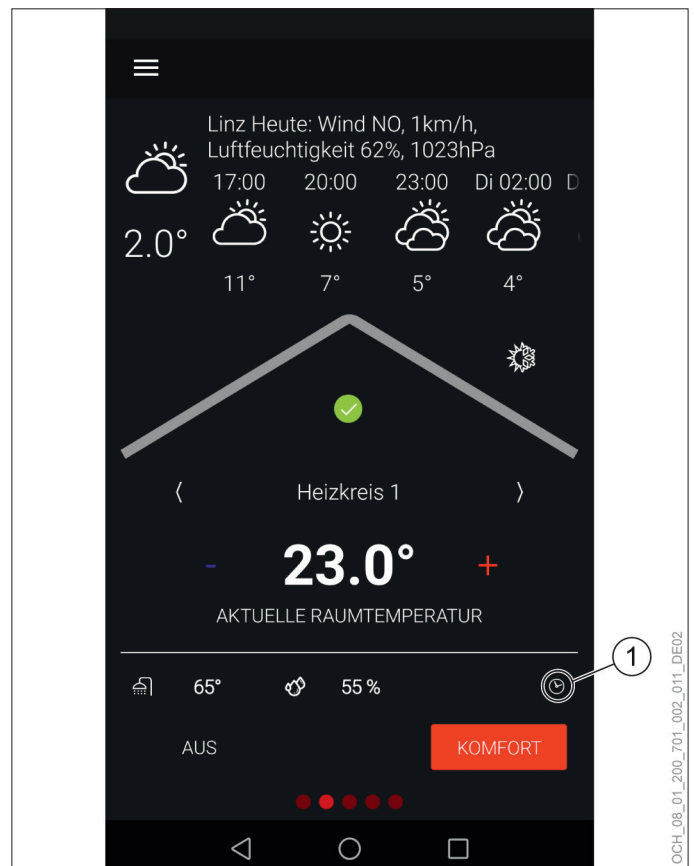 Linz Heute: Wind NO, 1km/h,
Luftfeuchtigkeit 62%, 1023hPa
17:00 20:00 23:00 Di 02:00 D
2.0°
11° 7° 5° 4°
Heizkreis 1
- 23.0° +
AKTUELLE RAUMTEMPERATUR
65° 55 %
1
AUS KOMFORT
OCH_08_01_200_701_002_011_DE02